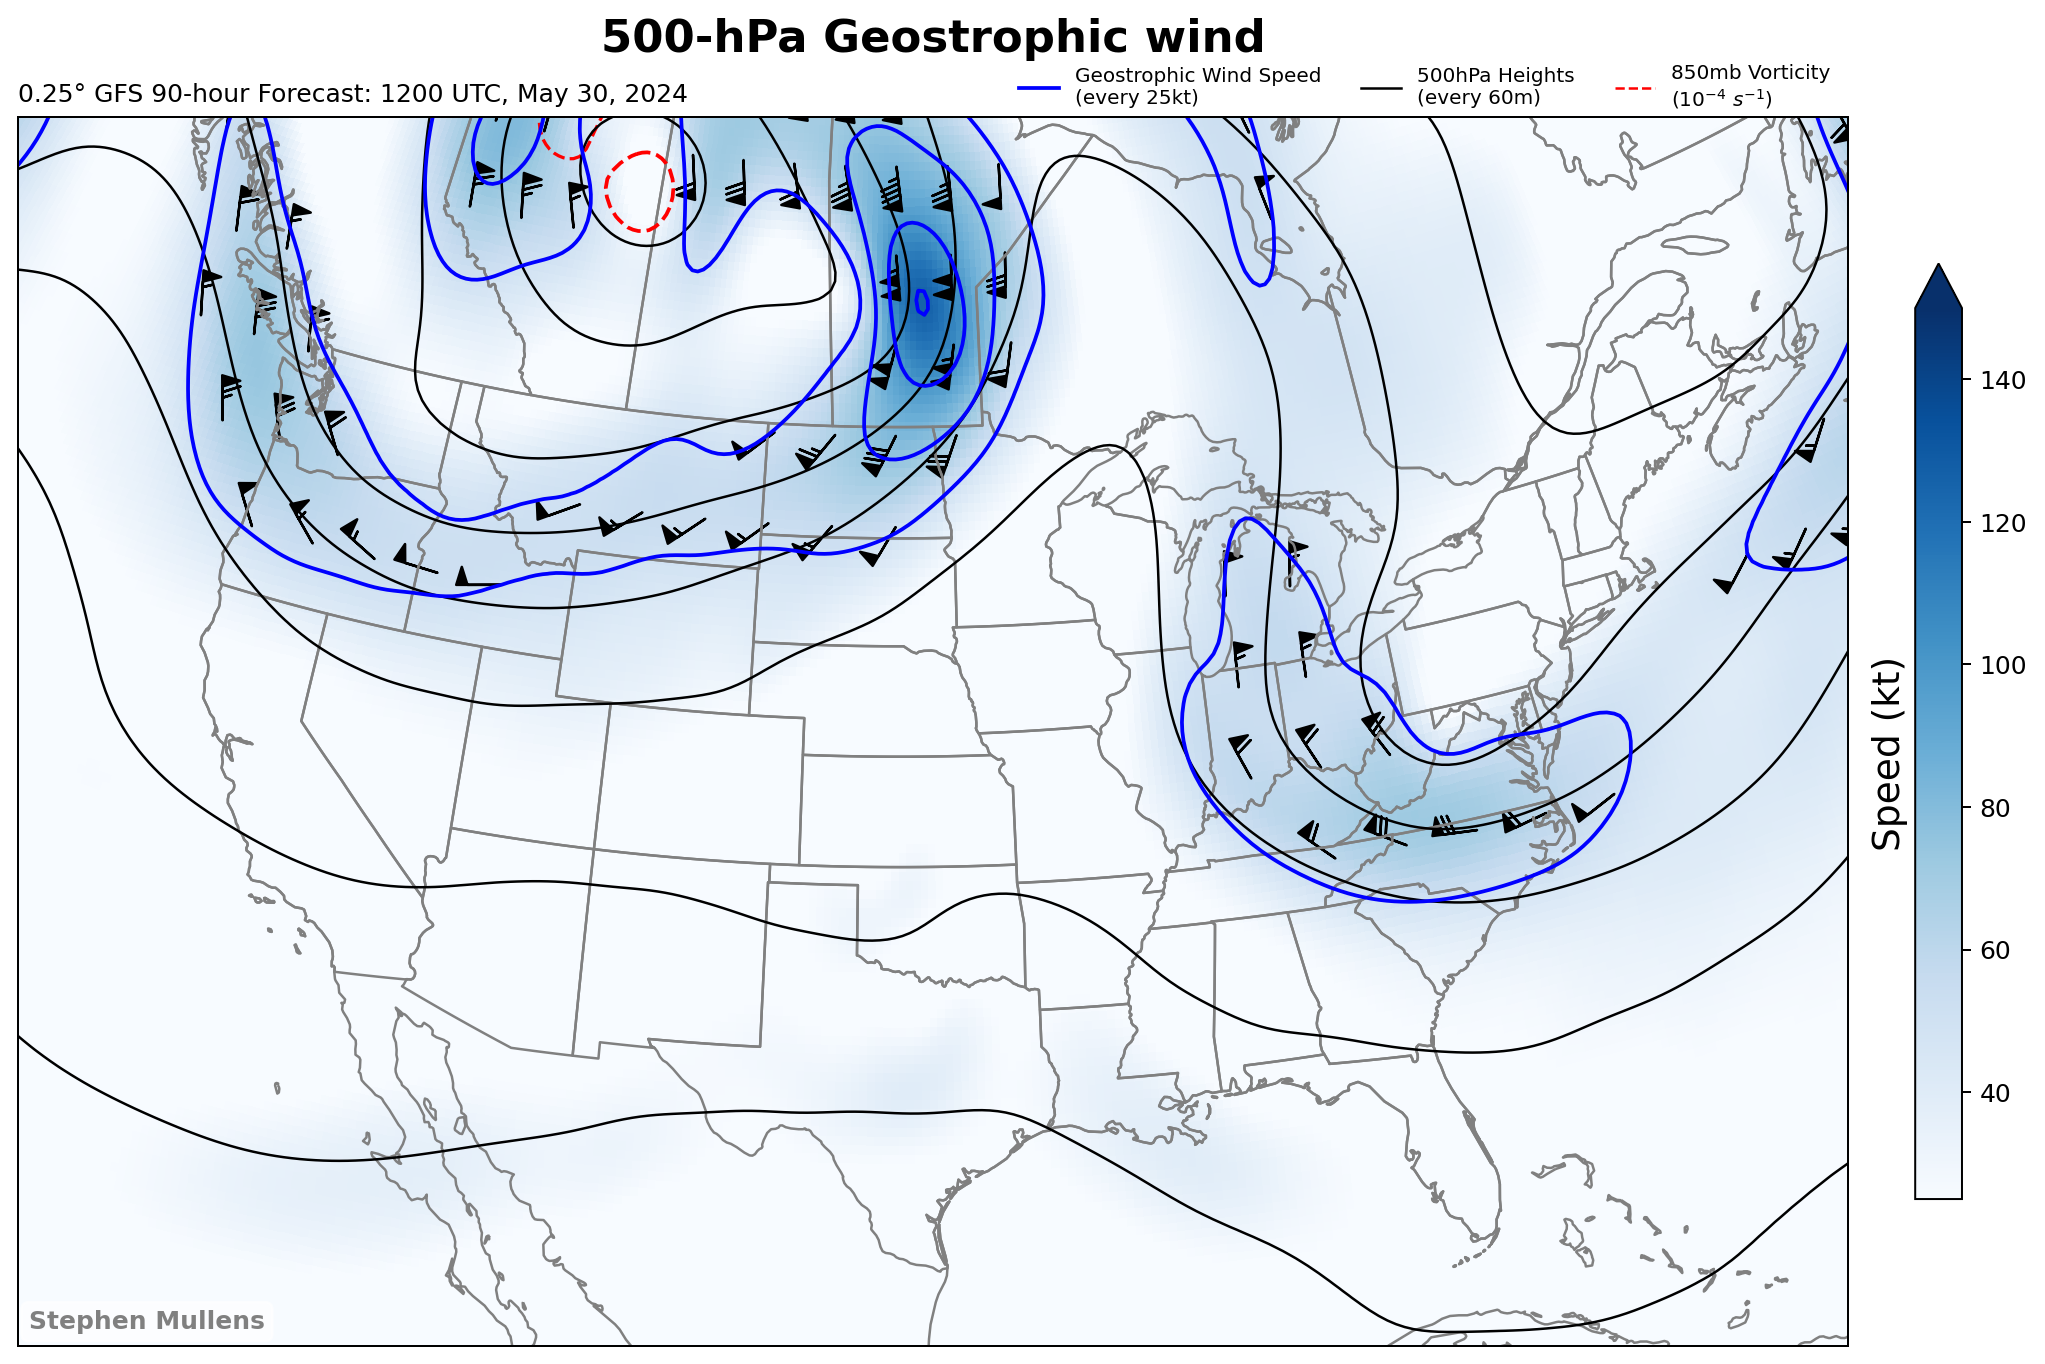 500-hPa Geostrophic wind
0.25° GFS 90-hour Forecast: 1200 UTC, May 30, 2024
Geostrophic Wind Speed
(every 25kt)
500hPa Heights
(every 60m)
850mb Vorticity
(10⁻⁴ s⁻¹)
140
120
100
80
60
40
Speed (kt)
Stephen Mullens